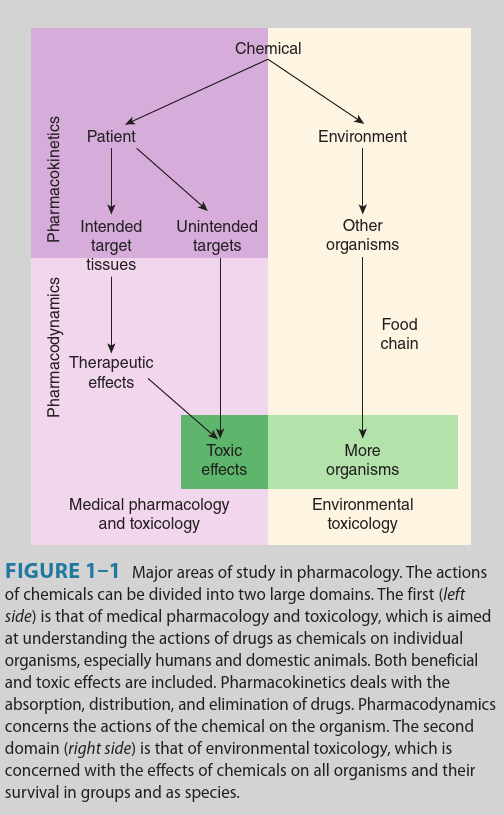 Chemical
Pharmacokinetics
Patient
Environment
Intended
target
tissues
Unintended
targets
Other
organisms
Pharmacodynamics
Food
chain
Therapeutic
effects
Toxic
effects
More
organisms
Medical pharmacology
and toxicology
Environmental
toxicology
FIGURE 1–1 Major areas of study in pharmacology. The actions
of chemicals can be divided into two large domains. The first (left
side) is that of medical pharmacology and toxicology, which is aimed
at understanding the actions of drugs as chemicals on individual
organisms, especially humans and domestic animals. Both beneficial
and toxic effects are included. Pharmacokinetics deals with the
absorption, distribution, and elimination of drugs. Pharmacodynamics
concerns the actions of the chemical on the organism. The second
domain (right side) is that of environmental toxicology, which is
concerned with the effects of chemicals on all organisms and their
survival in groups and as species.